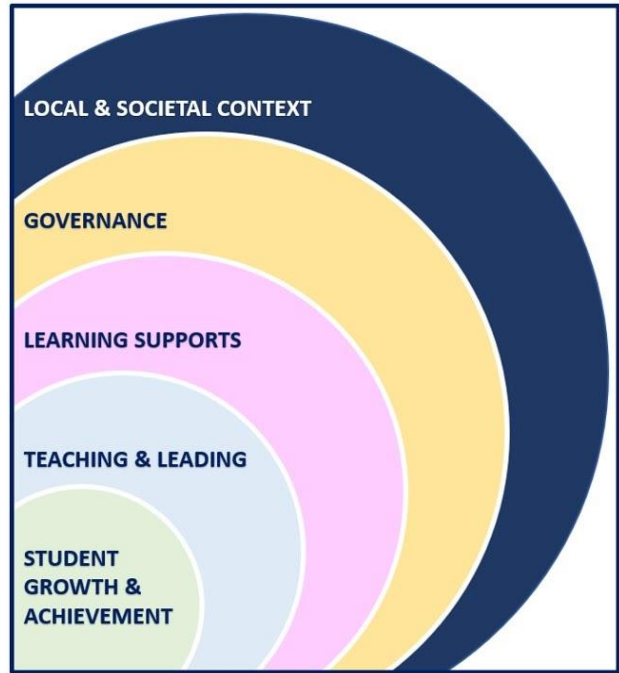 LOCAL & SOCIETAL CONTEXT
GOVERNANCE
LEARNING SUPPORTS
TEACHING & LEADING
STUDENT
GROWTH &
ACHIEVEMENT